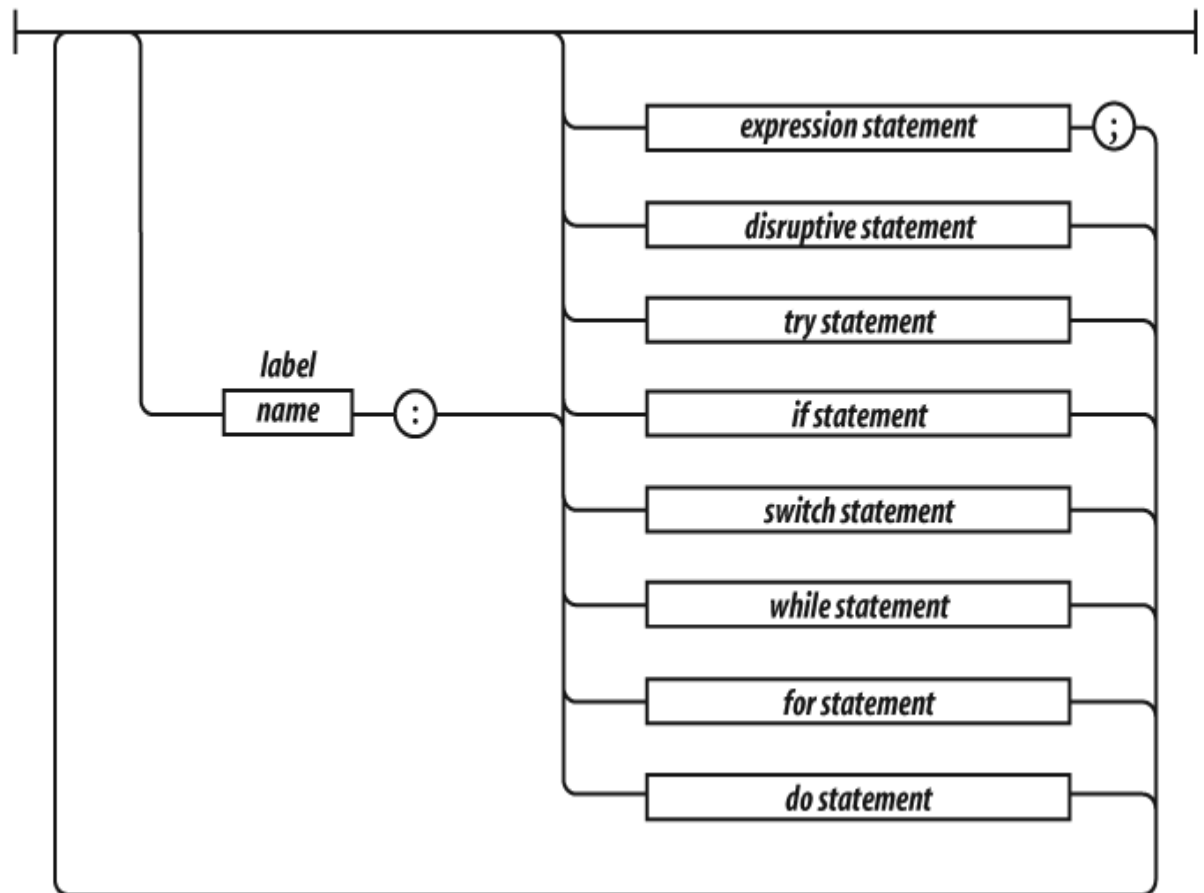 expression statement
;
disruptive statement
try statement
label
name
:
if statement
switch statement
while statement
for statement
do statement